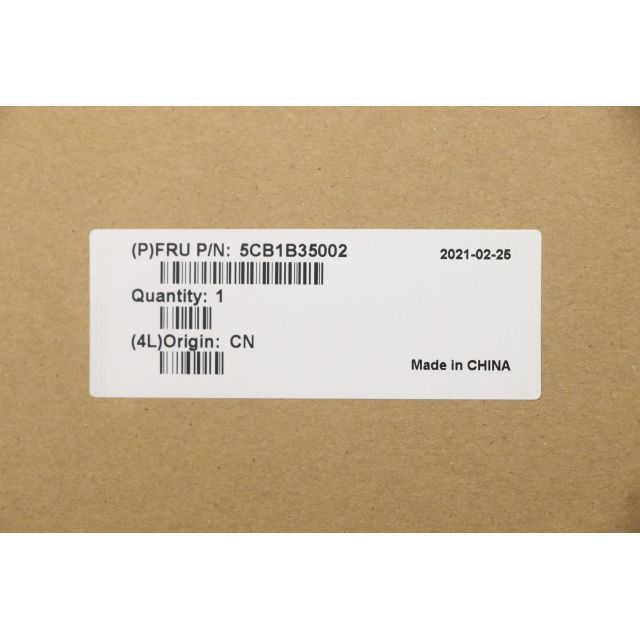 (P)FRU P/N: 5CB1B35002 2021-02-25
Quantity: 1
(4L)Origin: CN
Made in CHINA